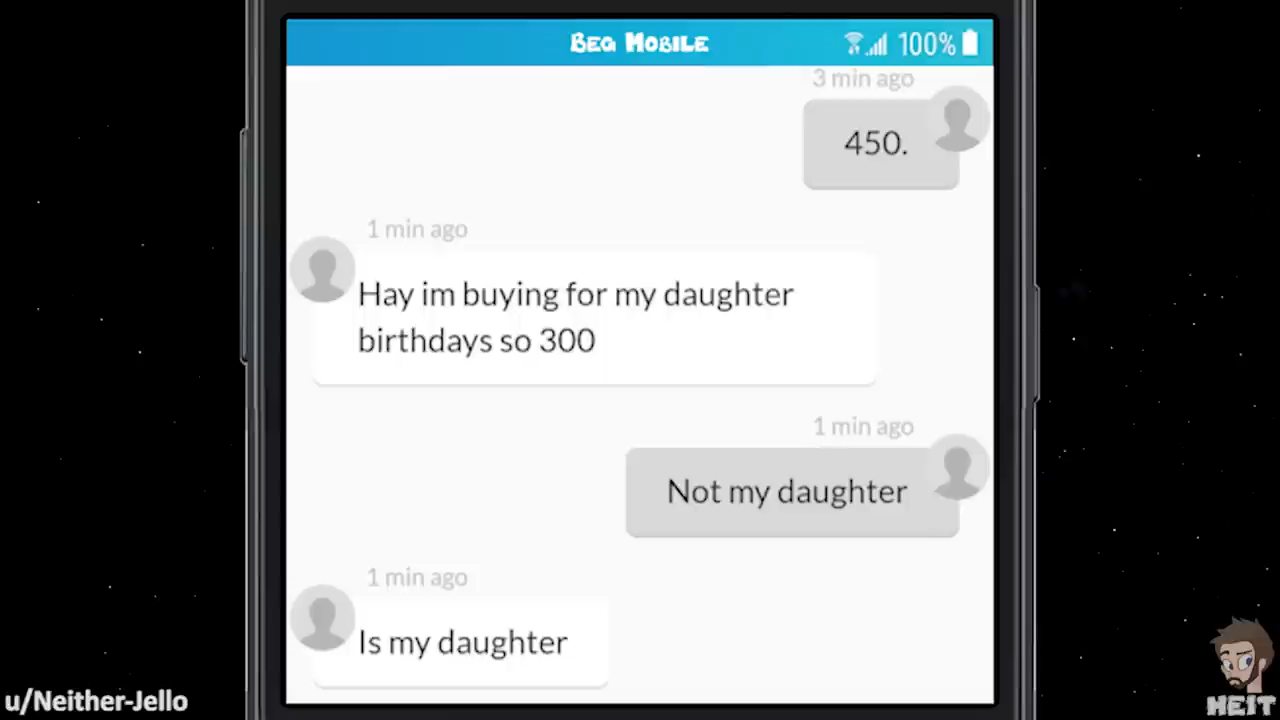 BEG MOBILE
100%
3 min ago
450.
1 min ago
Hay im buying for my daughter
birthdays so 300
1 min ago
Not my daughter
1 min ago
Is my daughter
u/Neither-Jello
HEIT